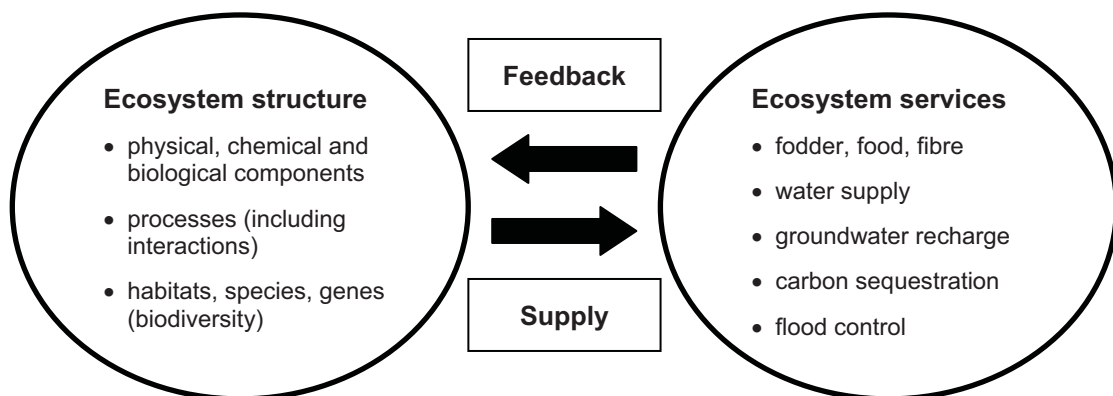 Ecosystem structure
• physical, chemical and
biological components
• processes (including
interactions)
• habitats, species, genes
(biodiversity)
Feedback
Supply
Ecosystem services
• fodder, food, fibre
• water supply
• groundwater recharge
• carbon sequestration
• flood control